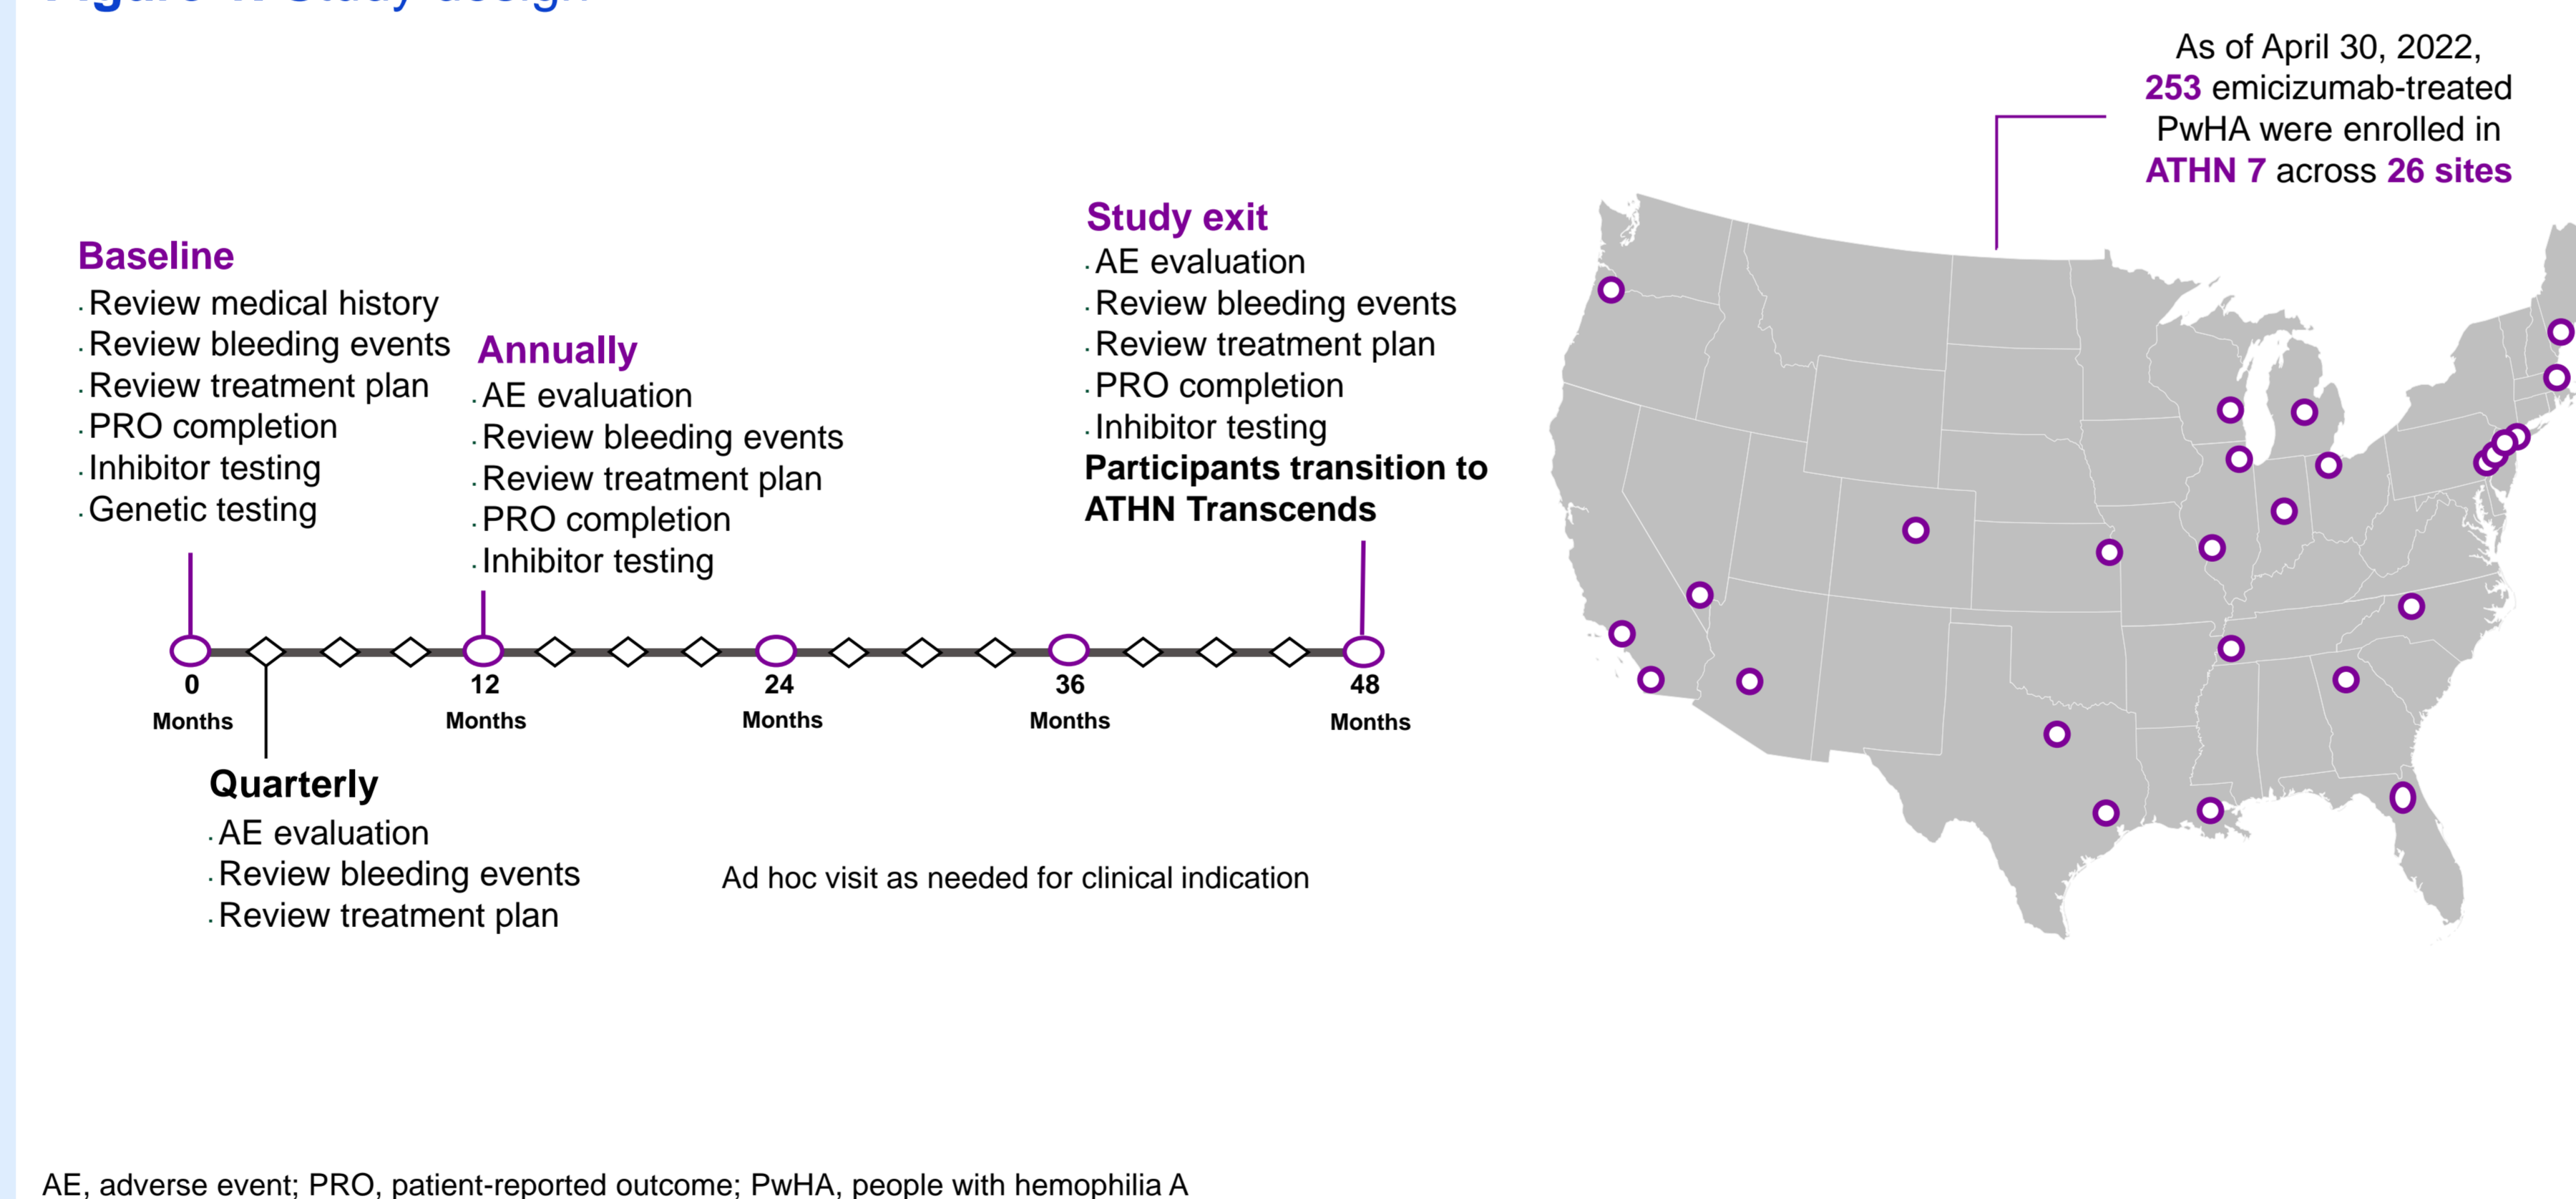 Figure 1. Study design
Baseline
· Review medical history
· Review bleeding events
· Review treatment plan
· PRO completion
· Inhibitor testing
· Genetic testing
Annually
· AE evaluation
· Review bleeding events
· Review treatment plan
· PRO completion
· Inhibitor testing
Study exit
· AE evaluation
· Review bleeding events
· Review treatment plan
· PRO completion
· Inhibitor testing
Participants transition to
ATHN Transcends
0
Months
12
Months
24
Months
36
Months
48
Months
Quarterly
· AE evaluation
· Review bleeding events
· Review treatment plan
Ad hoc visit as needed for clinical indication
As of April 30, 2022,
253 emicizumab-treated
PwHA were enrolled in
ATHN 7 across 26 sites
AE, adverse event; PRO, patient-reported outcome; PwHA, people with hemophilia A